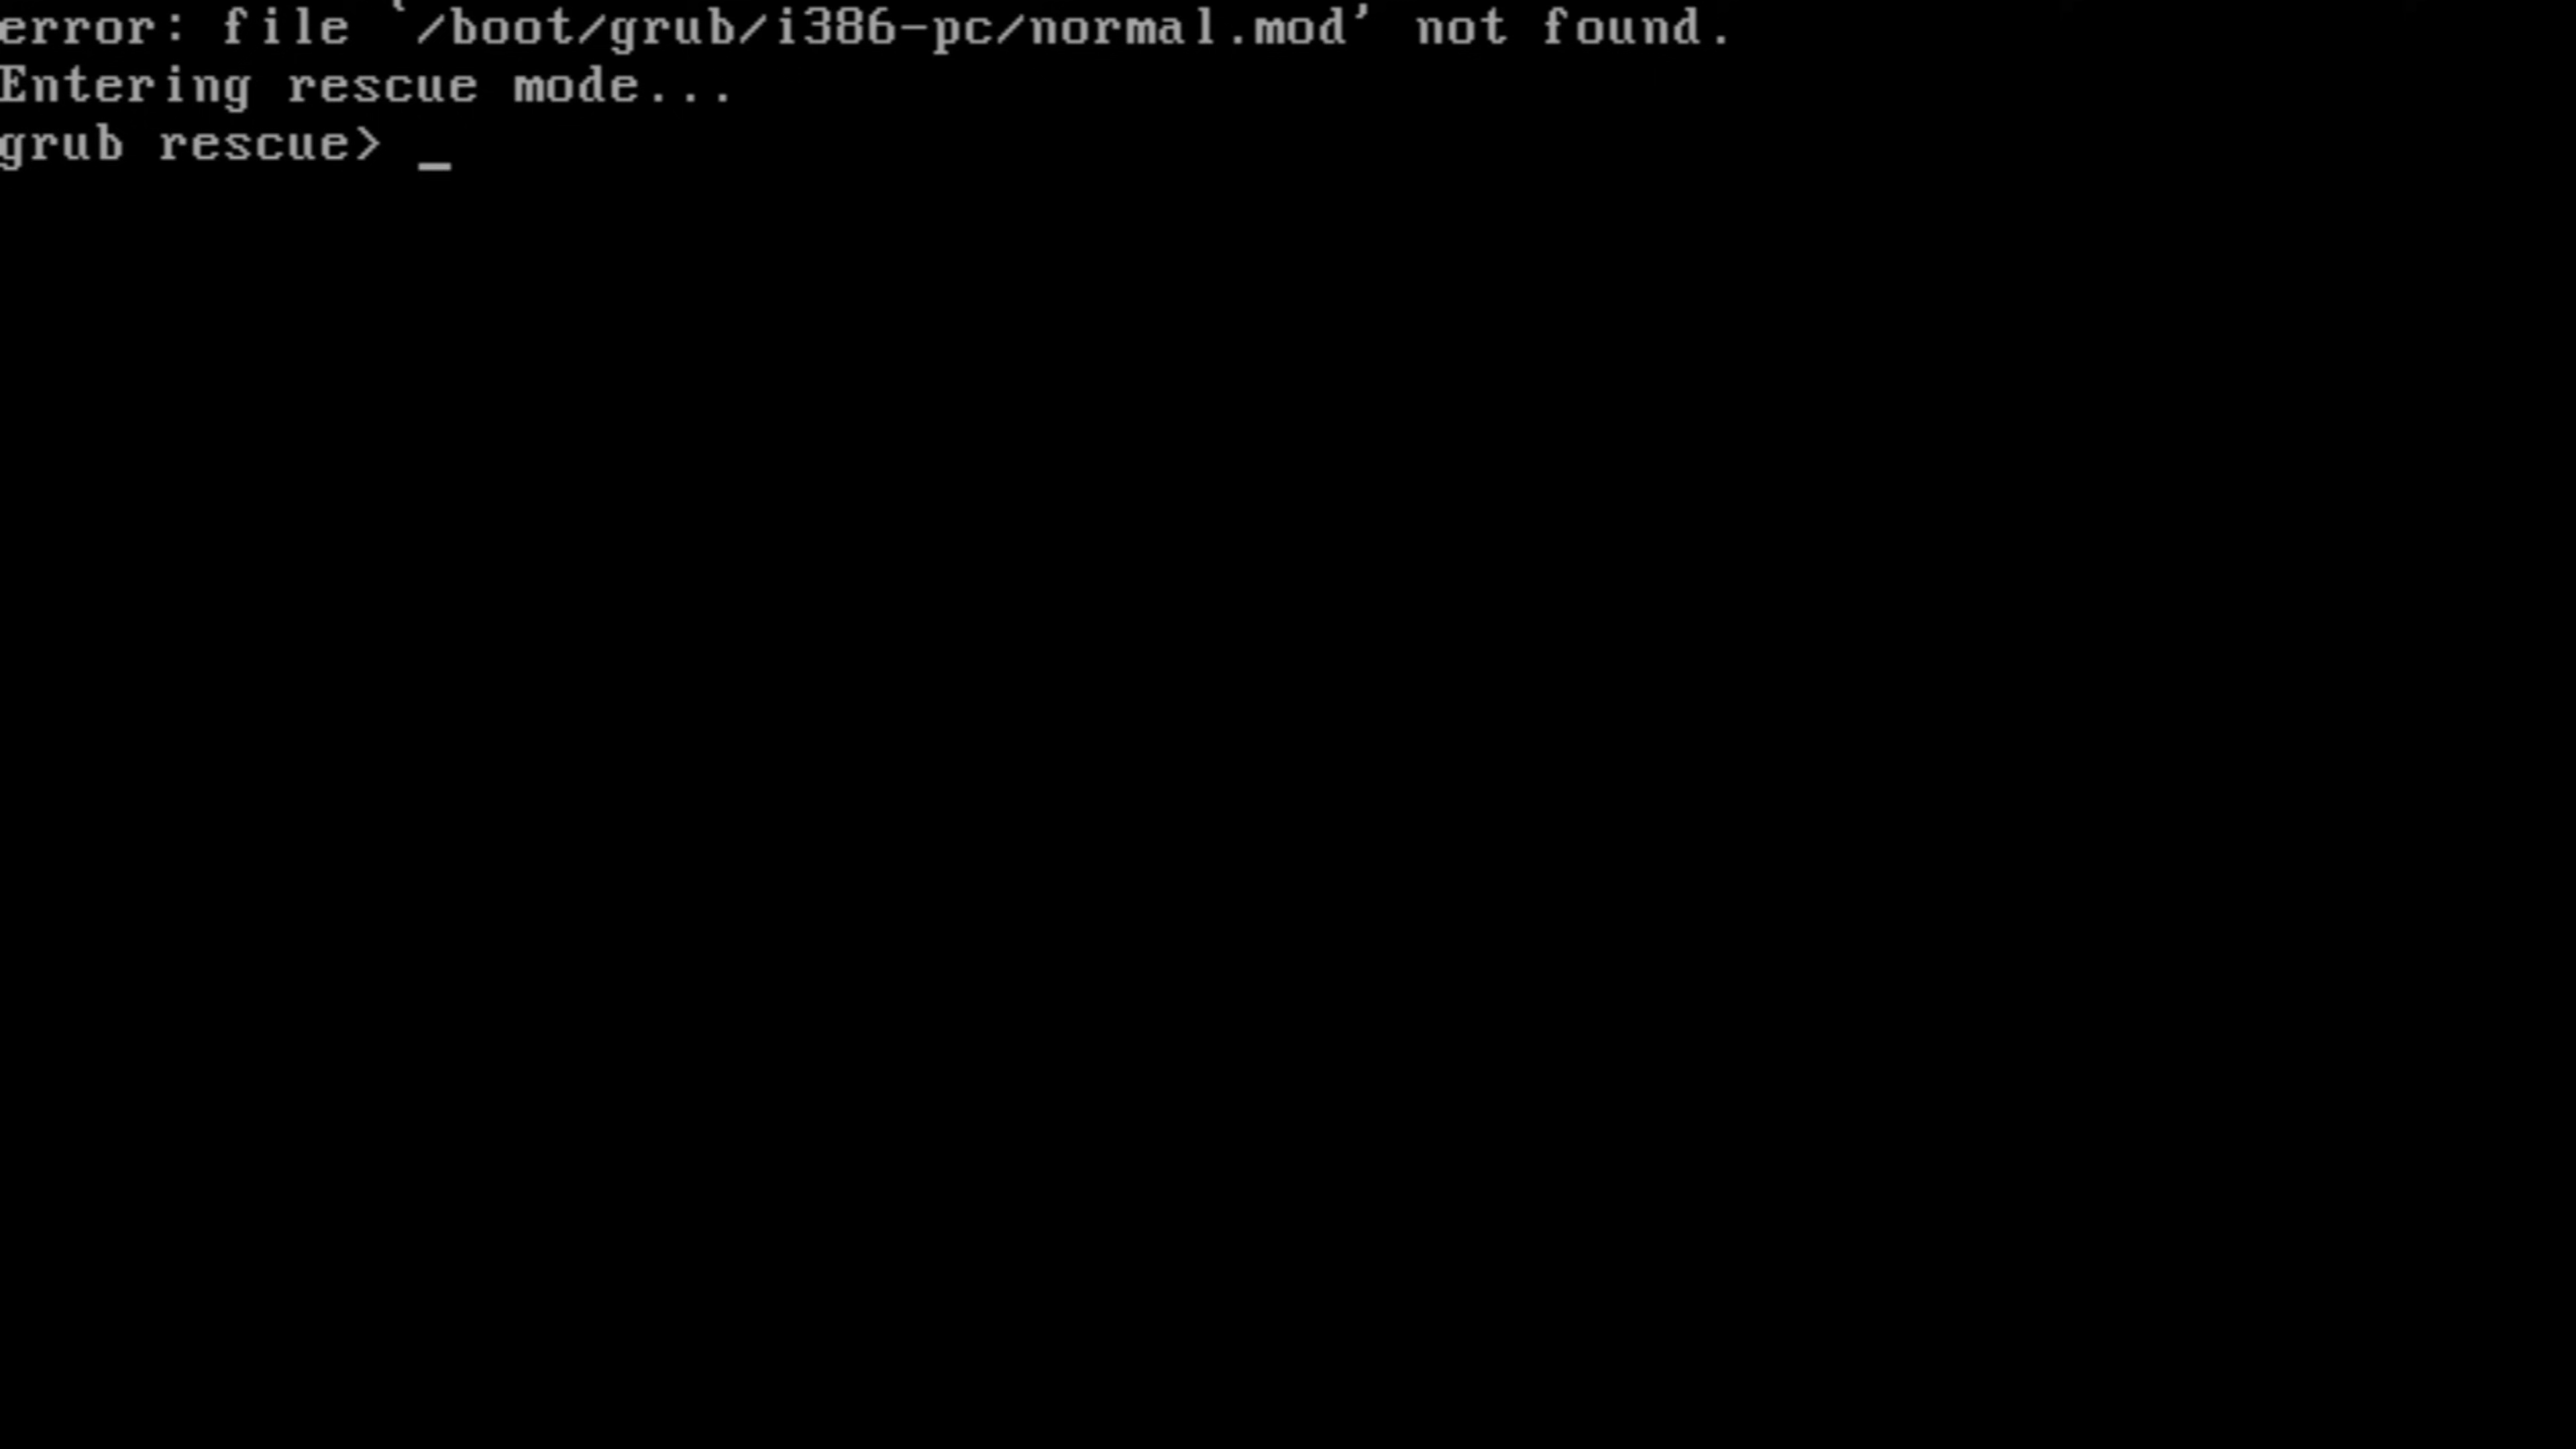 error: file `/boot/grub/i386-pc/normal.mod' not found.
Entering rescue mode...
grub rescue> _